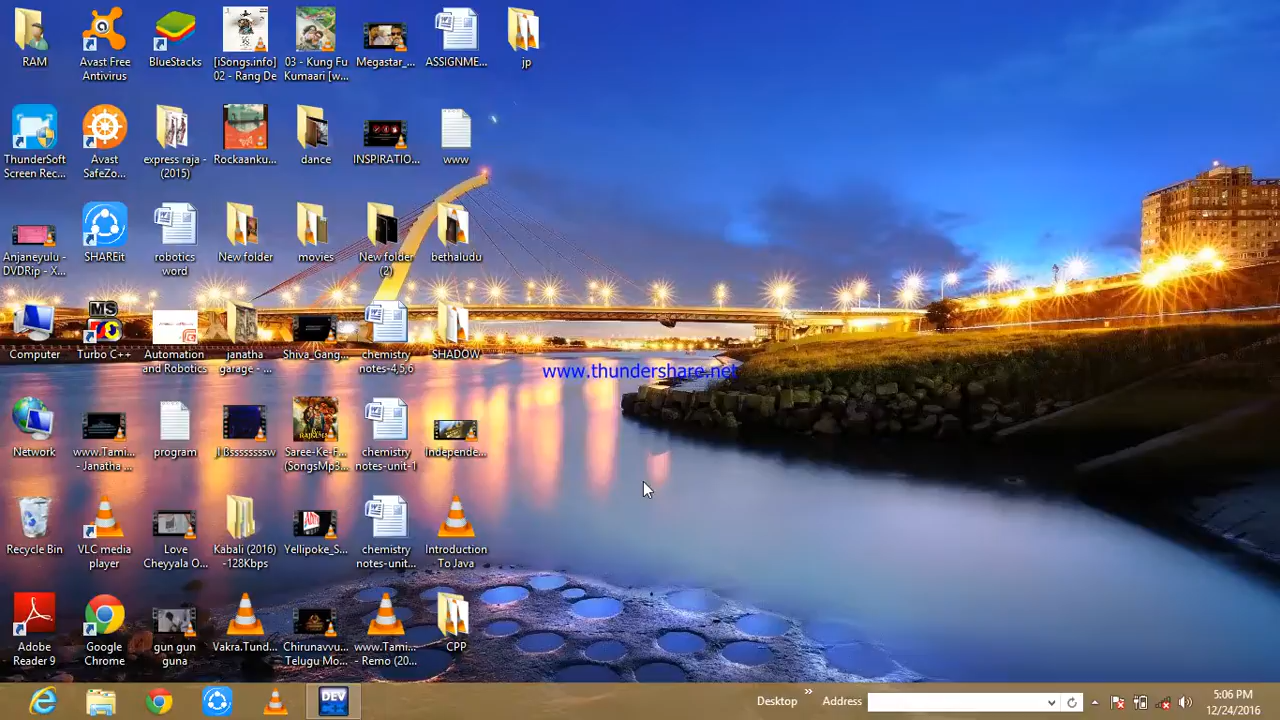 RAM
Avast Free
Antivirus
BlueStacks
[iSongs.info]
02 - Rang De
03 - Kung Fu
Kumaari [w...
Megastar_...
ASSIGNME...
jp
ThunderSoft
Screen Rec...
Avast
SafeZo...
express raja -
(2015)
Rockaanku...
dance
INSPIRATIO...
www
Anjaneyulu -
DVDRip - X...
SHAREit
robotics
word
New folder
movies
New folder
(2)
bethaludu
Computer
MS
Turbo C++
Automation
and Robotics
janatha
garage - ...
Shiva_Gang...
chemistry
notes-4,5,6
SHADOW
www.thundershare.net
Network
www.Tami...
- Janatha ...
program
Jl Bsssssssw
Saree-Ke-F...
(SongsMp3...
chemistry
notes-unit-1
Independe...
Recycle Bin
VLC media
player
Love
Cheyyala O...
Kabali (2016)
-128Kbps
Yellipoke_S...
chemistry
notes-unit...
Introduction
To Java
Adobe
Reader 9
Google
Chrome
gun gun
guna
Vakra.Tund...
Chirunavvu...
Telugu Mo...
www.Tami...
- Remo (20...
CPP
DEV
Desktop
»
Address
5:06 PM
12/24/2016